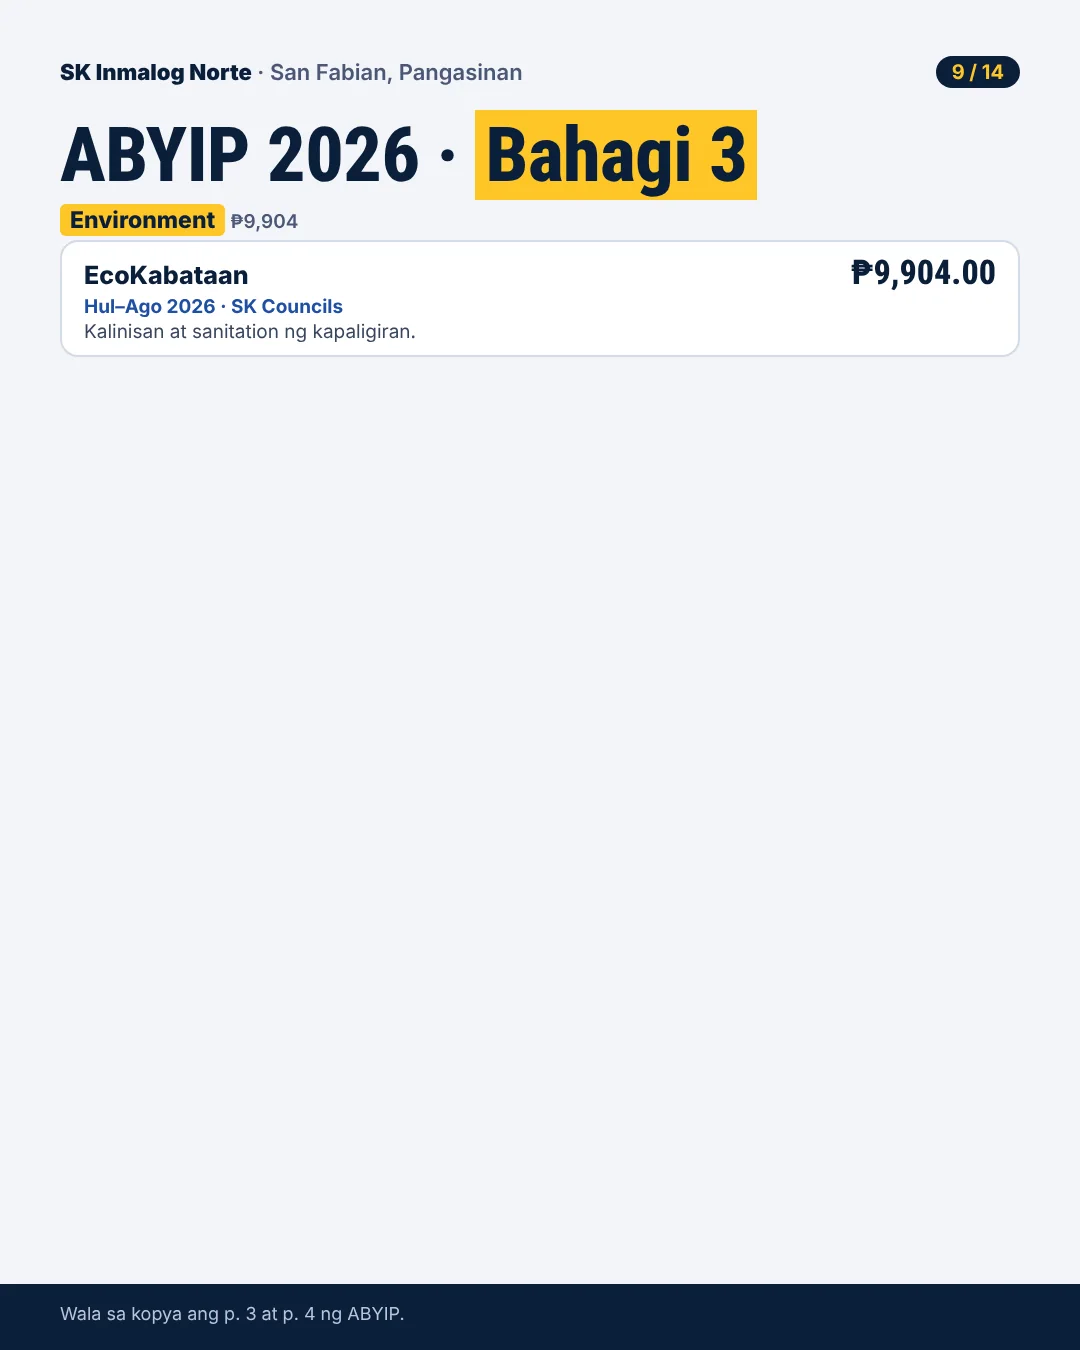 SK Inmalog Norte · San Fabian, Pangasinan
9 / 14
ABYIP 2026 · Bahagi 3
Environment ₱9,904
EcoKabataan
₱9,904.00
Hul–Ago 2026 · SK Councils
Kalinisan at sanitation ng kapaligiran.
Wala sa kopya ang p. 3 at p. 4 ng ABYIP.